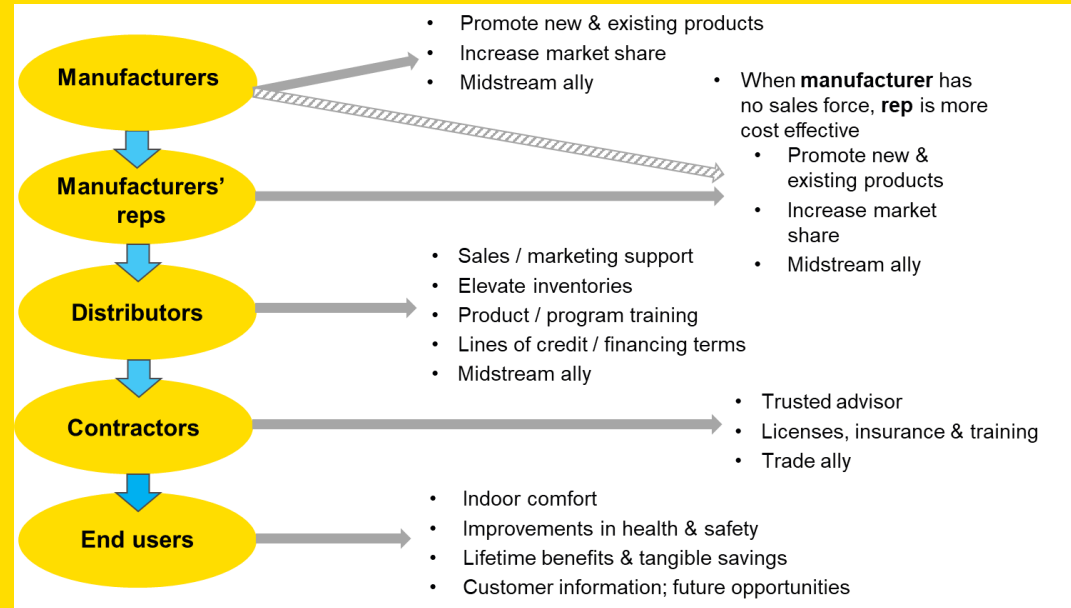 Manufacturers
• Promote new & existing products
• Increase market share
• Midstream ally
• When manufacturer has
no sales force, rep is more
cost effective
• Promote new &
existing products
• Increase market
share
• Midstream ally
Manufacturers’
reps
Distributors
• Sales / marketing support
• Elevate inventories
• Product / program training
• Lines of credit / financing terms
• Midstream ally
Contractors
• Trusted advisor
• Licenses, insurance & training
• Trade ally
End users
• Indoor comfort
• Improvements in health & safety
• Lifetime benefits & tangible savings
• Customer information; future opportunities